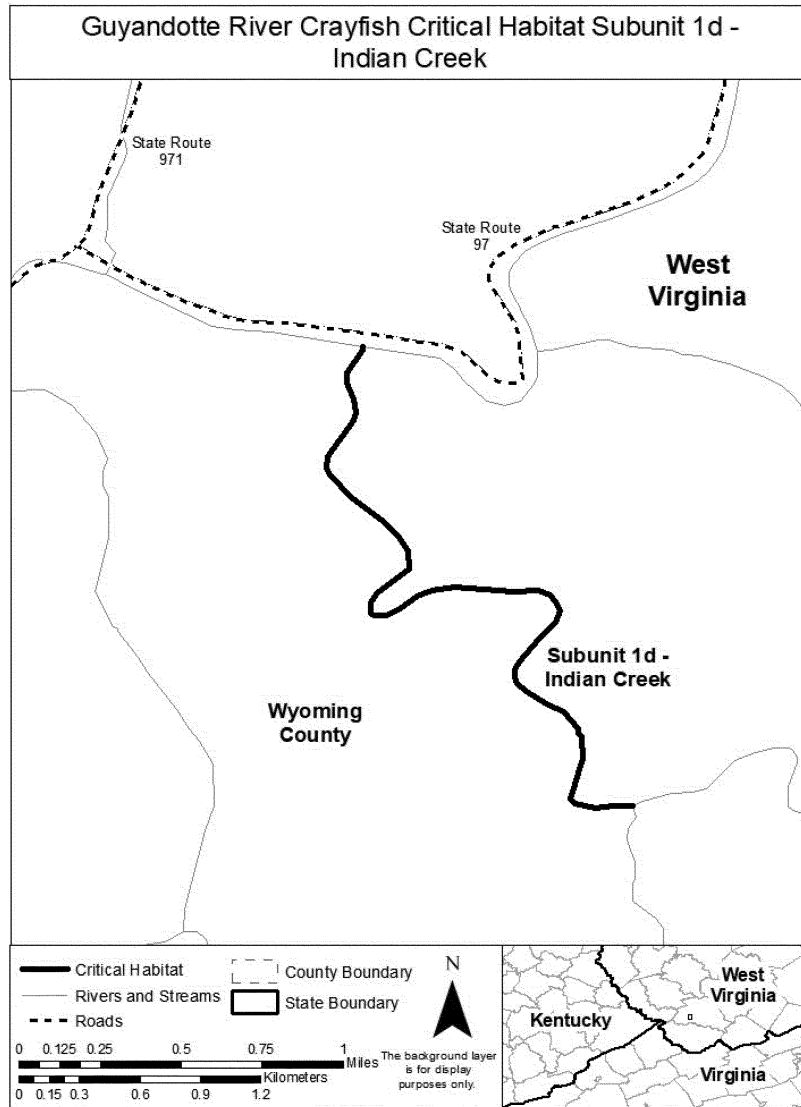 Guyandotte River Crayfish Critical Habitat Subunit 1d -
Indian Creek
State Route
971
State Route
97
West
Virginia
Subunit 1d -
Indian Creek
Wyoming
County
Critical Habitat
Rivers and Streams
Roads
County Boundary
State Boundary
0 0.125 0.25 0.5 0.75 1
Miles
Kilometers
0 0.15 0.3 0.6 0.9 1.2
N
The background layer
is for display
purposes only.
West
Virginia
Kentucky
Virginia